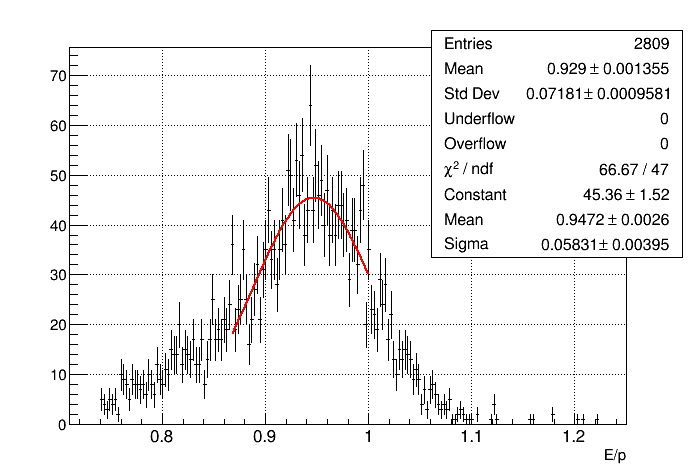 Entries 2809
Mean 0.929 ± 0.001355
Std Dev 0.07181 ± 0.0009581
Underflow 0
Overflow 0
χ² / ndf 66.67 / 47
Constant 45.36 ± 1.52
Mean 0.9472 ± 0.0026
Sigma 0.05831 ± 0.00395
70
60
50
40
30
20
10
0
0.8 0.9 1 1.1 1.2
E/p